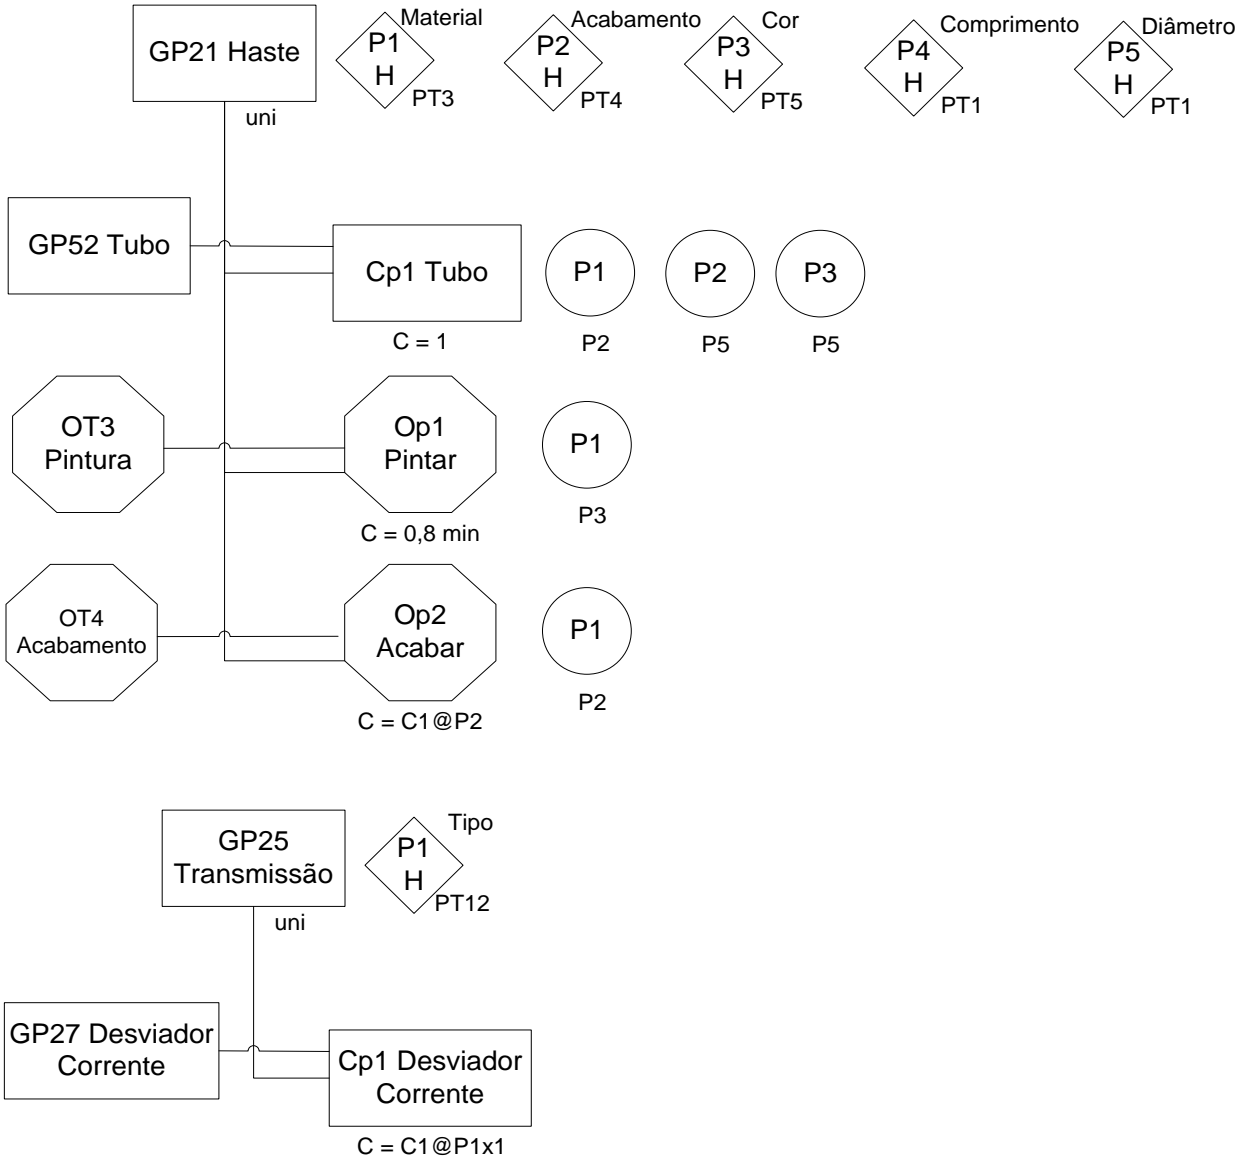 GP21 Haste
uni
P1
H
Material
PT3
P2
H
Acabamento
PT4
P3
H
Cor
PT5
P4
H
Comprimento
PT1
P5
H
Diâmetro
PT1
GP52 Tubo
Cp1 Tubo
C = 1
P1
P2
P2
P5
P3
P5
OT3
Pintura
Op1
Pintar
C = 0,8 min
P1
P3
OT4
Acabamento
Op2
Acabar
C = C1@P2
P1
P2
GP25
Transmissão
uni
P1
H
Tipo
PT12
GP27 Desviador
Corrente
Cp1 Desviador
Corrente
C = C1@P1x1